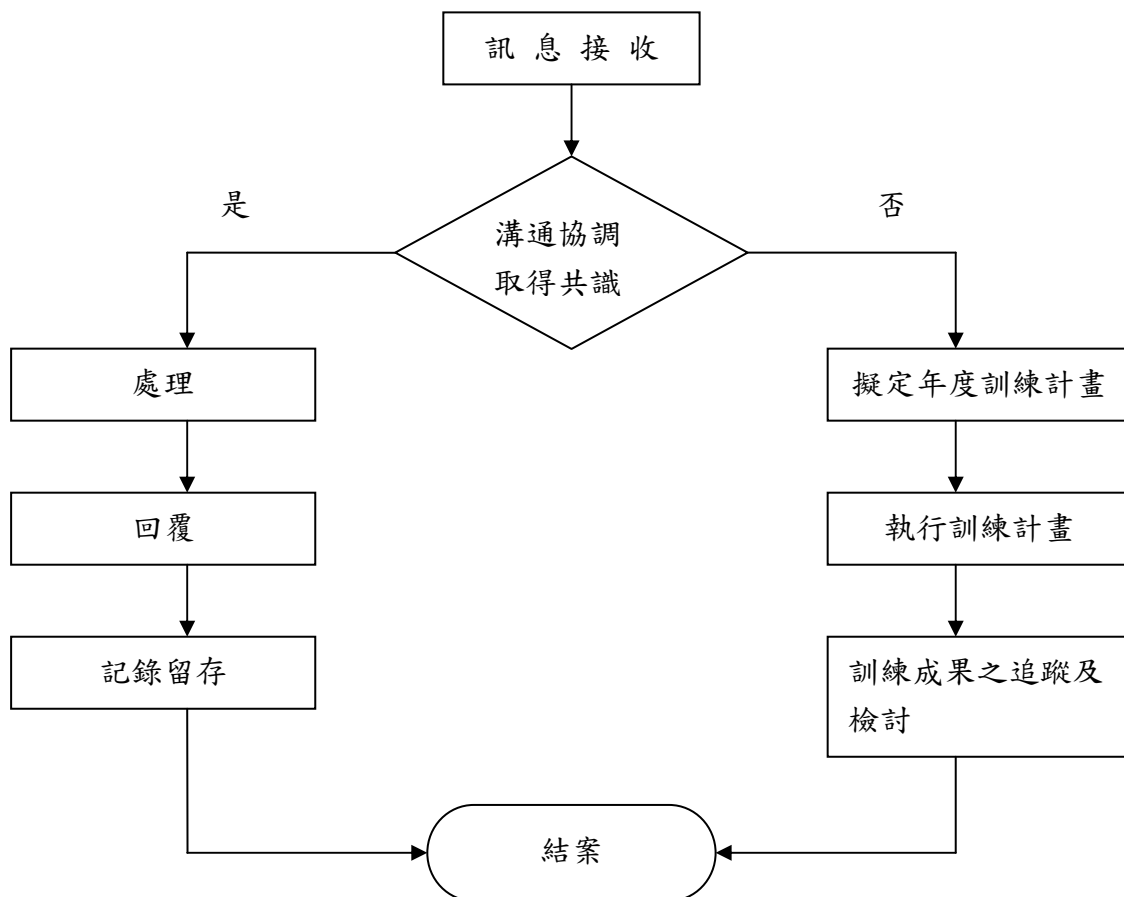 訊息接收
是
否
溝通協調
取得共識
處理
擬定年度訓練計畫
回覆
執行訓練計畫
記錄留存
訓練成果之追蹤及
檢討
結案